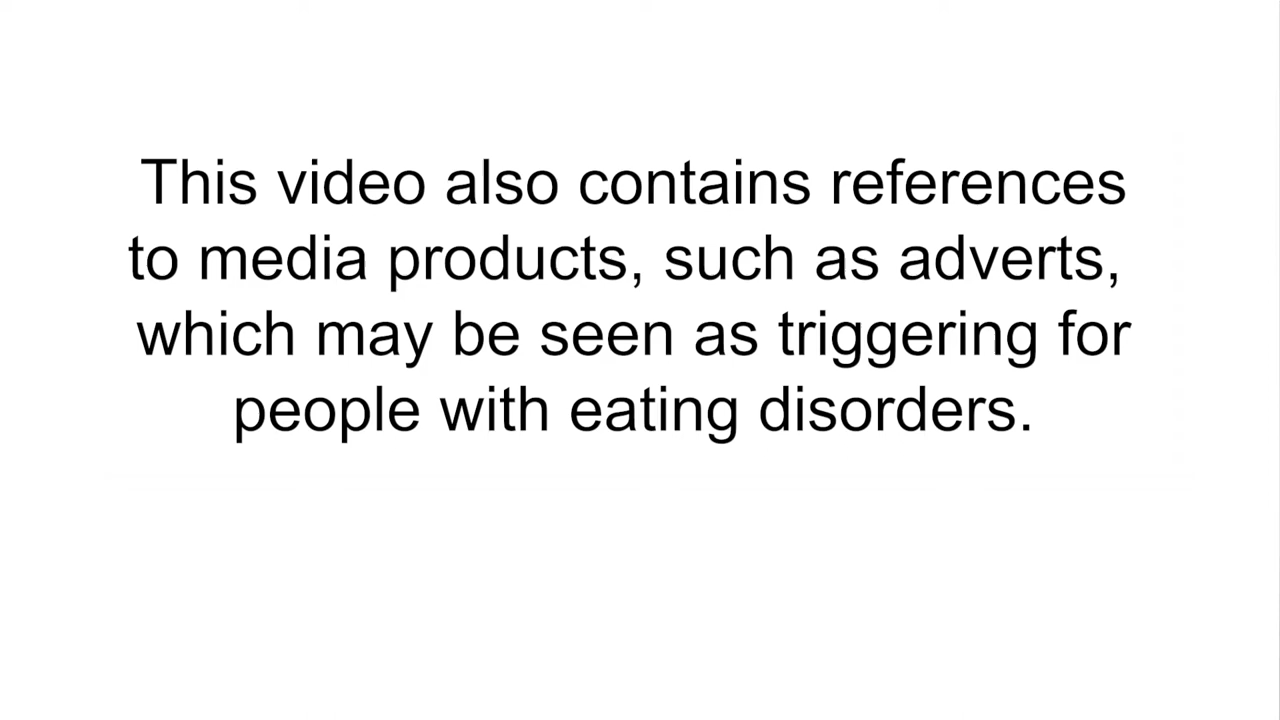 This video also contains references
to media products, such as adverts,
which may be seen as triggering for
people with eating disorders.